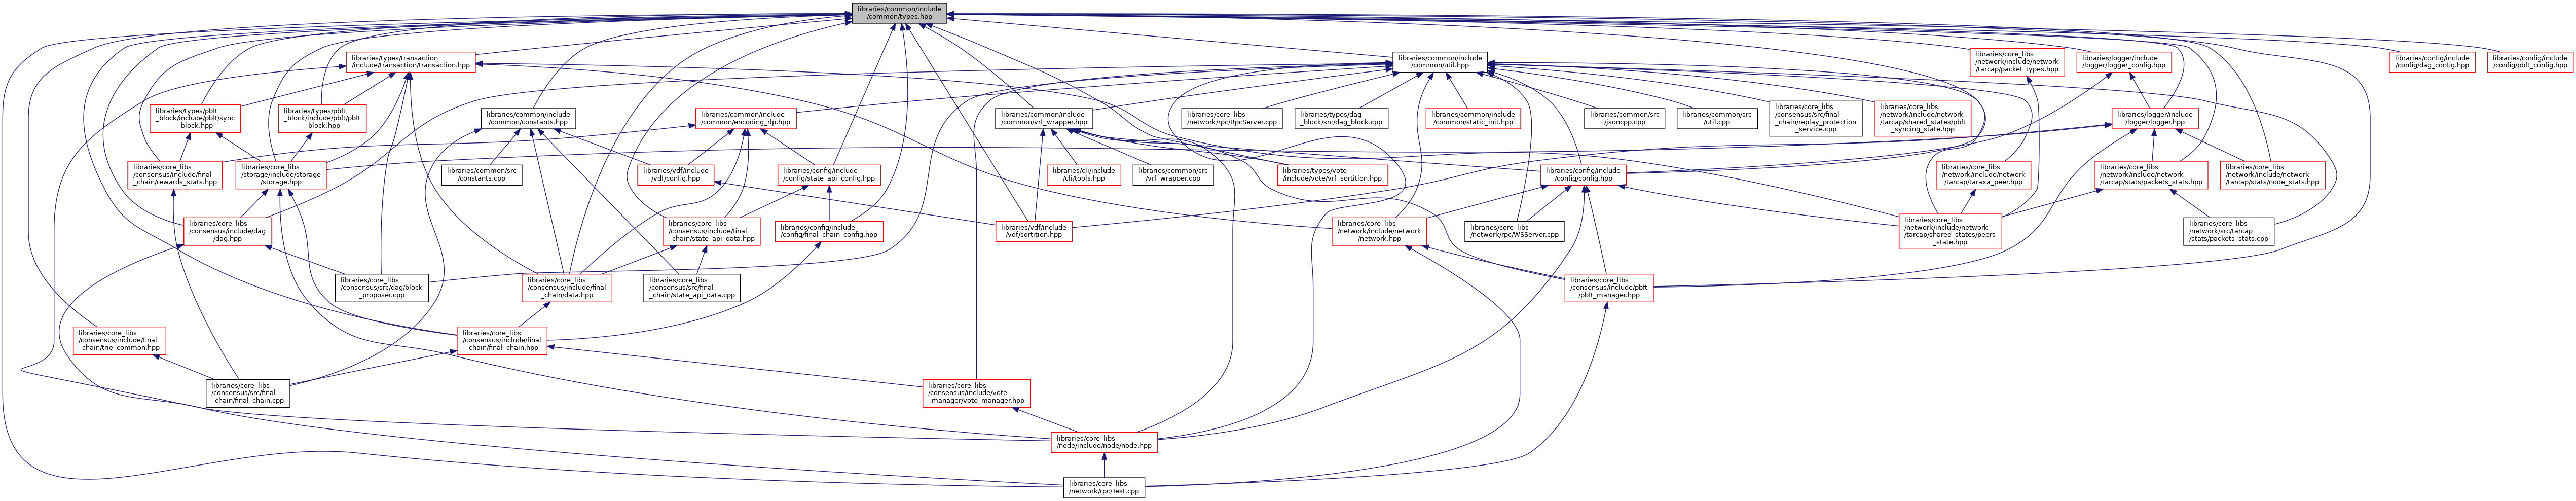 libraries/common/include
/common/types.hpp
libraries/types/transaction
/include/transaction/transaction.hpp
libraries/common/include
/common/util.hpp
libraries/core_libs
/network/include/network
/tarcap/packet_types.hpp
libraries/logger/include
/logger/logger_config.hpp
libraries/config/include
/config/dag_config.hpp
libraries/config/include
/config/pbft_config.hpp
libraries/types/pbft
_block/include/pbft/sync
_block.hpp
libraries/types/pbft
_block/include/pbft/pbft
_block.hpp
libraries/common/include
/common/constants.hpp
libraries/common/include
/common/encoding_rlp.hpp
libraries/common/include
/common/vrf_wrapper.hpp
libraries/core_libs
/network/rpc/RpcServer.cpp
libraries/types/dag
_block/src/dag_block.cpp
libraries/common/include
/common/static_init.hpp
libraries/common/src
/jsoncpp.cpp
libraries/common/src
/util.cpp
libraries/core_libs
/consensus/src/final
_chain/replay_protection
_service.cpp
libraries/core_libs
/network/include/network
/tarcap/shared_states/pbft
_syncing_state.hpp
libraries/logger/include
/logger/logger.hpp
libraries/core_libs
/consensus/include/final
_chain/rewards_stats.hpp
libraries/core_libs
/storage/include/storage
/storage.hpp
libraries/common/src
/constants.cpp
libraries/vdf/include
/vdf/config.hpp
libraries/config/include
/config/state_api_config.hpp
libraries/cli/include
/cli/tools.hpp
libraries/common/src
/vrf_wrapper.cpp
libraries/types/vote
/include/vote/vrf_sortition.hpp
libraries/config/include
/config/config.hpp
libraries/core_libs
/network/include/network
/tarcap/taraxa_peer.hpp
libraries/core_libs
/network/include/network
/tarcap/stats/packets_stats.hpp
libraries/core_libs
/network/include/network
/tarcap/stats/node_stats.hpp
libraries/core_libs
/consensus/include/dag
/dag.hpp
libraries/core_libs
/consensus/include/final
_chain/state_api_data.hpp
libraries/config/include
/config/final_chain_config.hpp
libraries/vdf/include
/vdf/sortition.hpp
libraries/core_libs
/network/include/network
/network.hpp
libraries/core_libs
/network/rpc/WSServer.cpp
libraries/core_libs
/network/include/network
/tarcap/shared_states/peers
_state.hpp
libraries/core_libs
/network/src/tarcap
/stats/packets_stats.cpp
libraries/core_libs
/consensus/src/dag/block
_proposer.cpp
libraries/core_libs
/consensus/include/final
_chain/data.hpp
libraries/core_libs
/consensus/src/final
_chain/state_api_data.cpp
libraries/core_libs
/consensus/include/pbft
/pbft_manager.hpp
libraries/core_libs
/consensus/include/final
_chain/trie_common.hpp
libraries/core_libs
/consensus/include/final
_chain/final_chain.hpp
libraries/core_libs
/consensus/src/final
_chain/final_chain.cpp
libraries/core_libs
/consensus/include/vote
_manager/vote_manager.hpp
libraries/core_libs
/node/include/node/node.hpp
libraries/core_libs
/network/rpc/Test.cpp